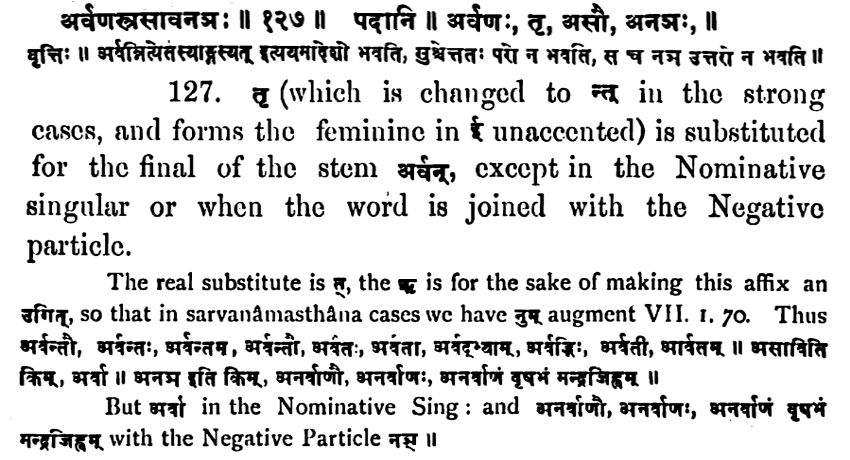 अर्वणस्त्रसावनञः ॥ १२७ ॥ पदानि ॥ अर्वणः, तृ, असौ, अनञः, ॥
वृत्तिः ॥ अर्वन्नित्येतस्याङ्गस्यतृ इत्ययमादेशो भवति, सुश्चेत्ततः परो न भवति, स च नञ उत्तरो न भवति ॥
127. तृ (which is changed to न्त् in the strong
cases, and forms the feminine in ई unaccented) is substituted
for the final of the stem अर्वन्, except in the Nominative
singular or when the word is joined with the Negative
particle.
The real substitute is त्, the ऋ is for the sake of making this affix an
उगित्, so that in sarvanâmasthâna cases we have नुम् augment VII. 1. 70. Thus
अर्वन्तौ, अर्वन्तः, अर्वन्तम्, अर्वन्तौ, अर्वतः, अर्वता, अर्वद्भ्याम्, अर्वद्भिः, अर्वती, आर्वतम् ॥ असाविति
किम्, अर्वा ॥ अनञ इति किम्, अनर्वाणौ, अनर्वाणः, अनर्वाणं वृषभं मन्द्रजिह्वम् ॥
But अर्वा in the Nominative Sing : and अनर्वाणौ, अनर्वाणः, अनर्वाणं वृषभं
मन्द्रजिह्वम् with the Negative Particle नञ् ॥